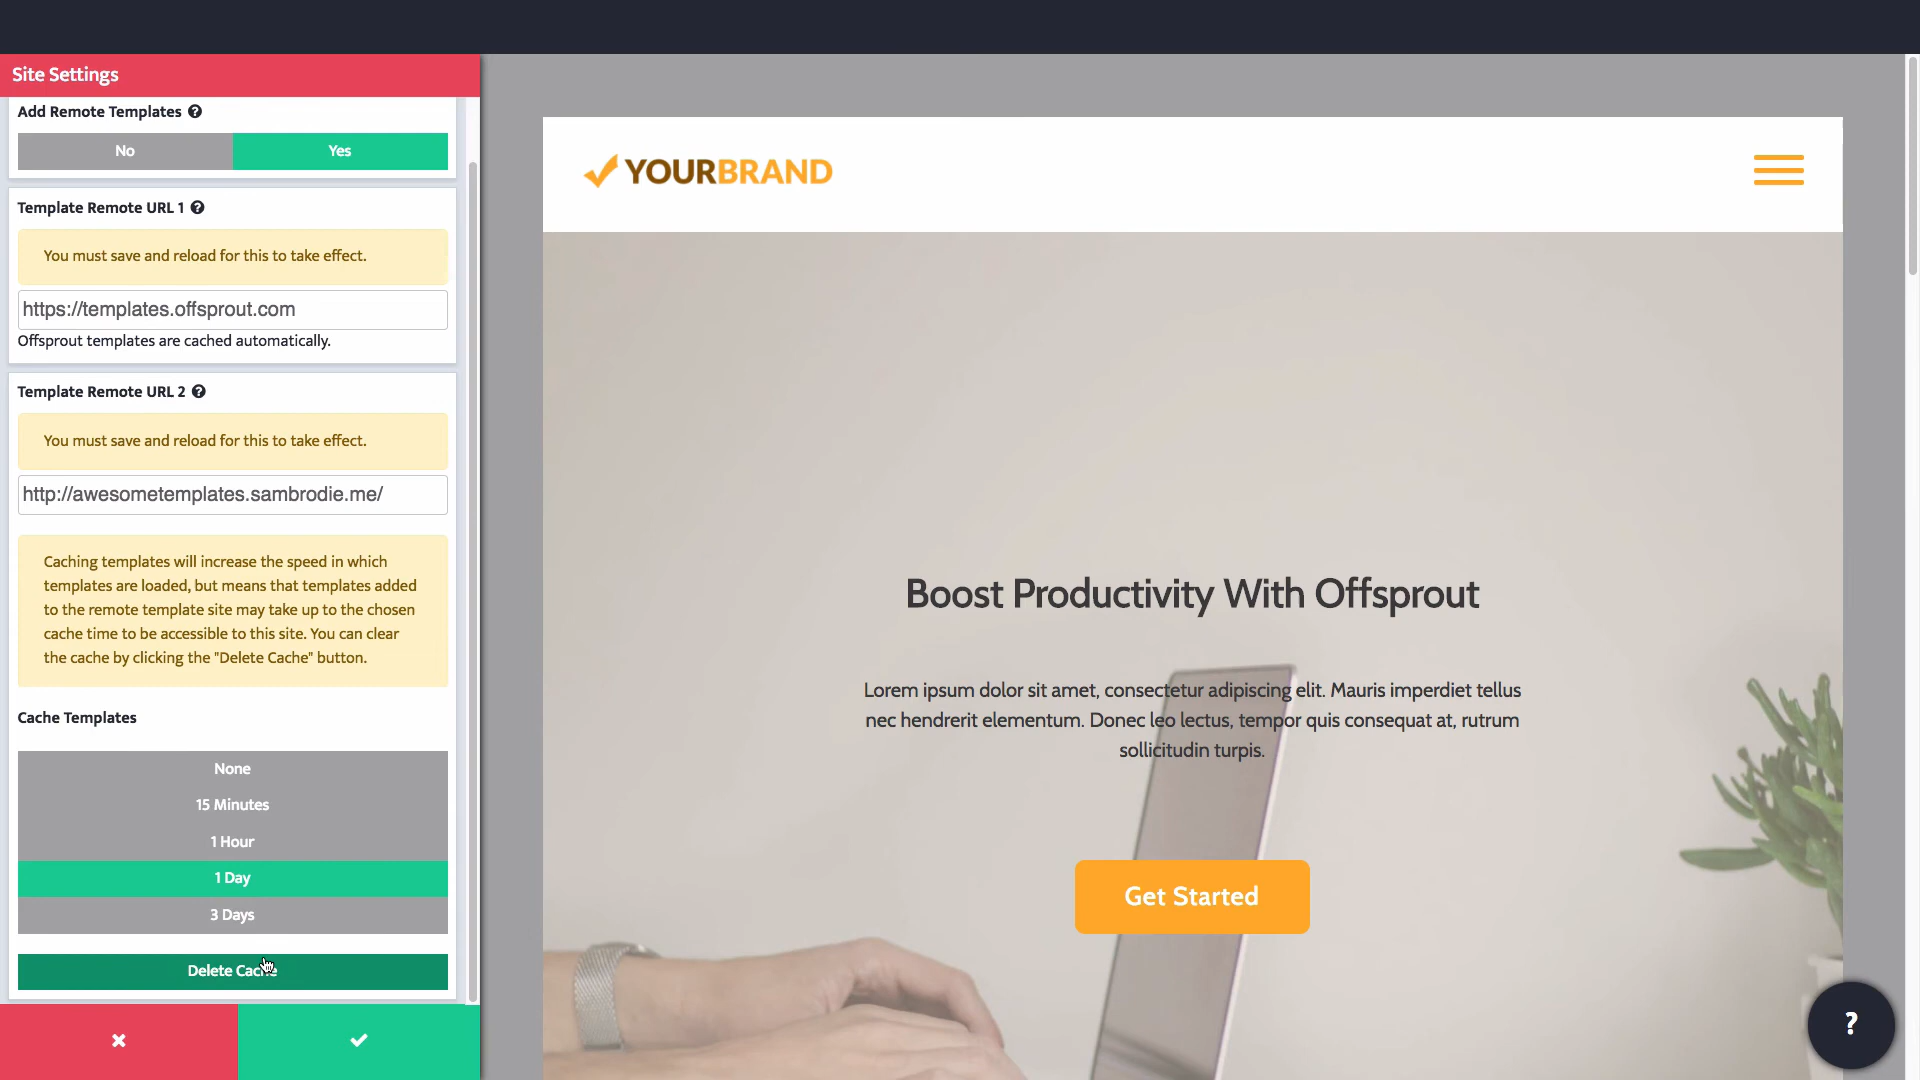 Site Settings
Add Remote Templates ?
No
Yes
Template Remote URL 1 ?
You must save and reload for this to take effect.
https://templates.offsprout.com
Offsprout templates are cached automatically.
Template Remote URL 2 ?
You must save and reload for this to take effect.
http://awesometemplates.sambrodie.me/
Caching templates will increase the speed in which
templates are loaded, but means that templates added
to the remote template site may take up to the chosen
cache time to be accessible to this site. You can clear
the cache by clicking the "Delete Cache" button.
Cache Templates
None
15 Minutes
1 Hour
1 Day
3 Days
Delete Cache
YOURBRAND
Boost Productivity With Offsprout
Lorem ipsum dolor sit amet, consectetur adipiscing elit. Mauris imperdiet tellus
nec hendrerit elementum. Donec leo lectus, tempor quis consequat at, rutrum
sollicitudin turpis.
Get Started
?